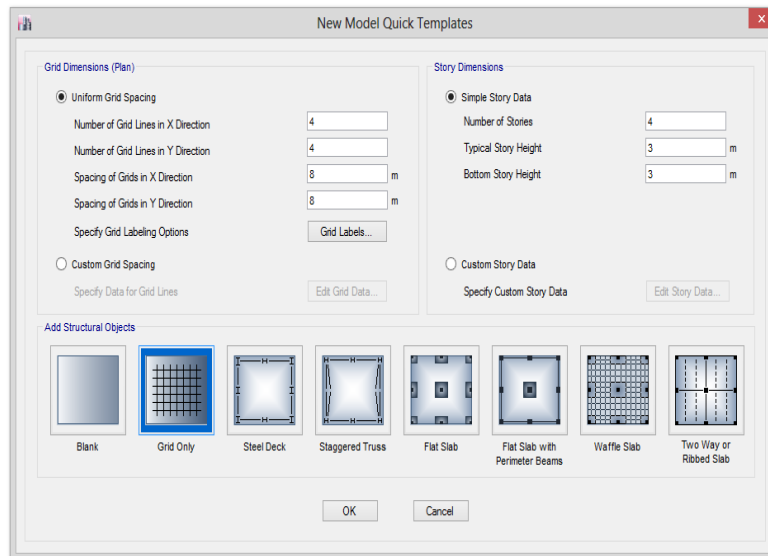 New Model Quick Templates
x
Grid Dimensions (Plan)
Uniform Grid Spacing
Number of Grid Lines in X Direction 4
Number of Grid Lines in Y Direction 4
Spacing of Grids in X Direction 8 m
Spacing of Grids in Y Direction 8 m
Specify Grid Labeling Options Grid Labels...
Custom Grid Spacing
Specify Data for Grid Lines Edit Grid Data...
Story Dimensions
Simple Story Data
Number of Stories 4
Typical Story Height 3 m
Bottom Story Height 3 m
Custom Story Data
Specify Custom Story Data Edit Story Data...
Add Structural Objects
Blank
Grid Only
Steel Deck
Staggered Truss
Flat Slab
Flat Slab with
Perimeter Beams
Waffle Slab
Two Way or
Ribbed Slab
OK
Cancel